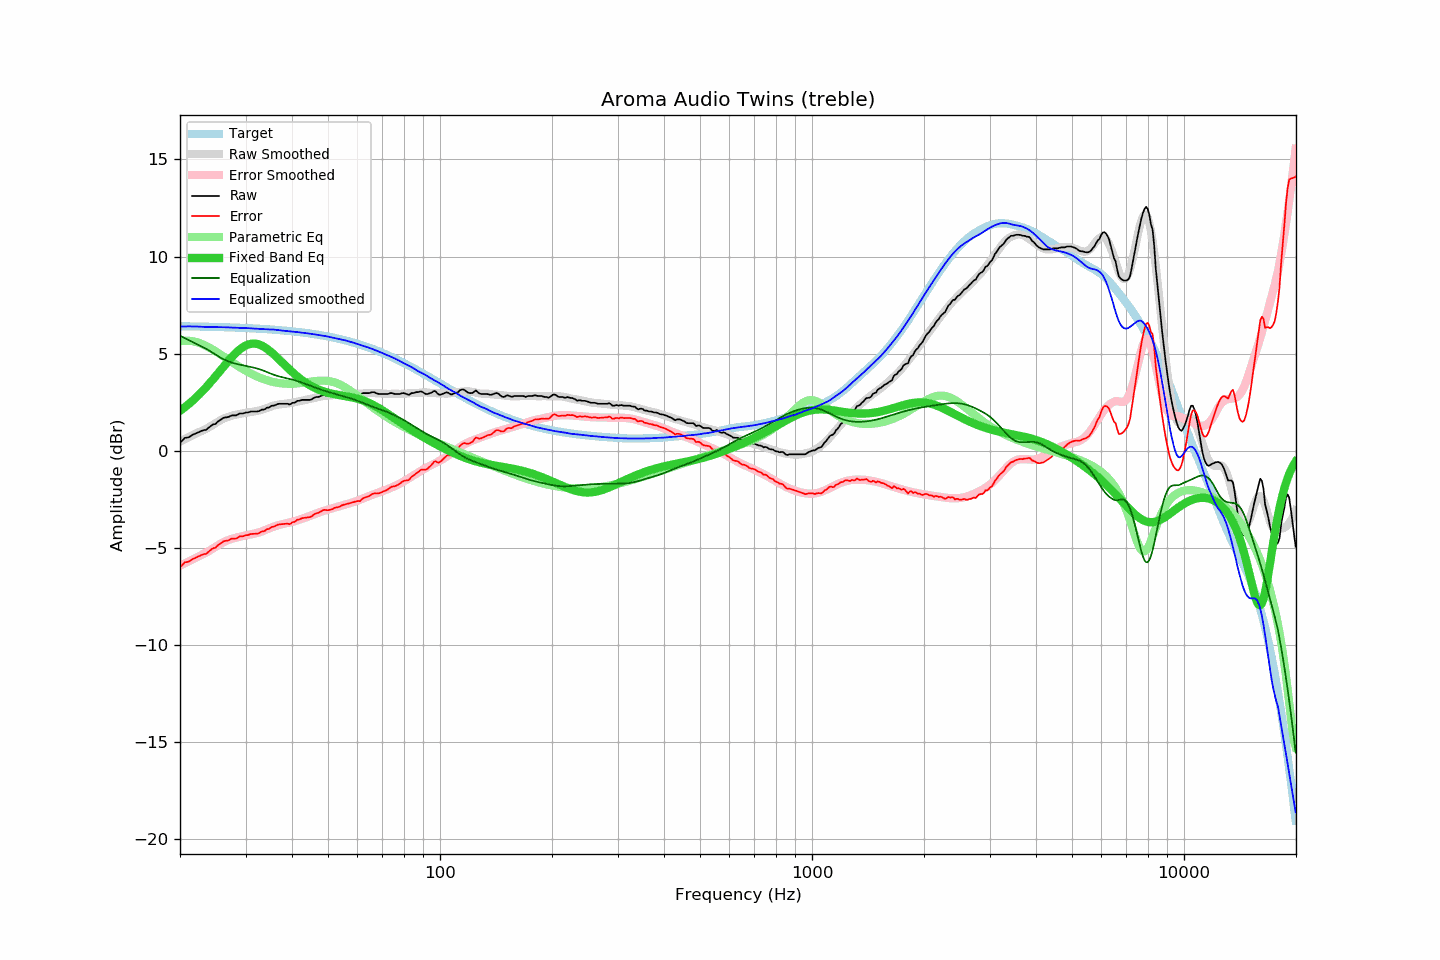 Aroma Audio Twins (treble)
Target
Raw Smoothed
Error Smoothed
Raw
Error
Parametric Eq
Fixed Band Eq
Equalization
Equalized smoothed
15
10
5
0
−5
−10
−15
−20
Amplitude (dBr)
100
1000
10000
Frequency (Hz)